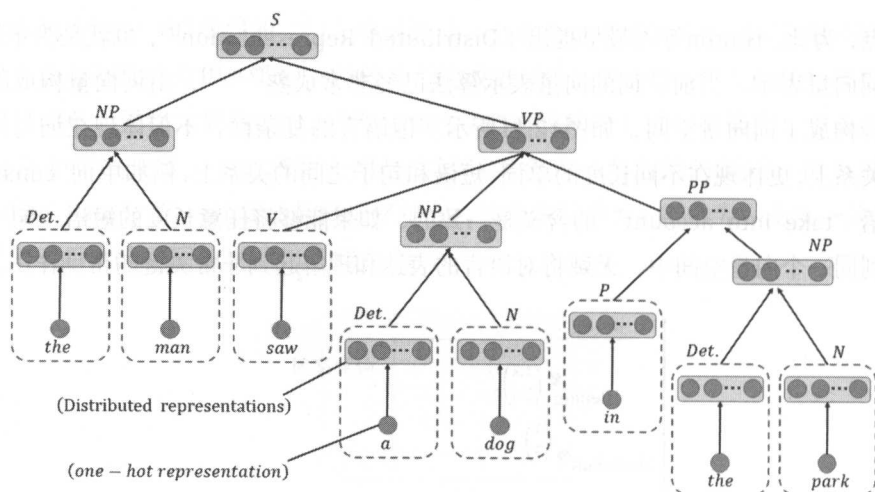 S
NP
VP
PP
Det.
N
V
NP
NP
the
man
saw
Det.
N
P
Det.
N
(Distributed representations)
in
a
dog
(one − hot representation)
the
park